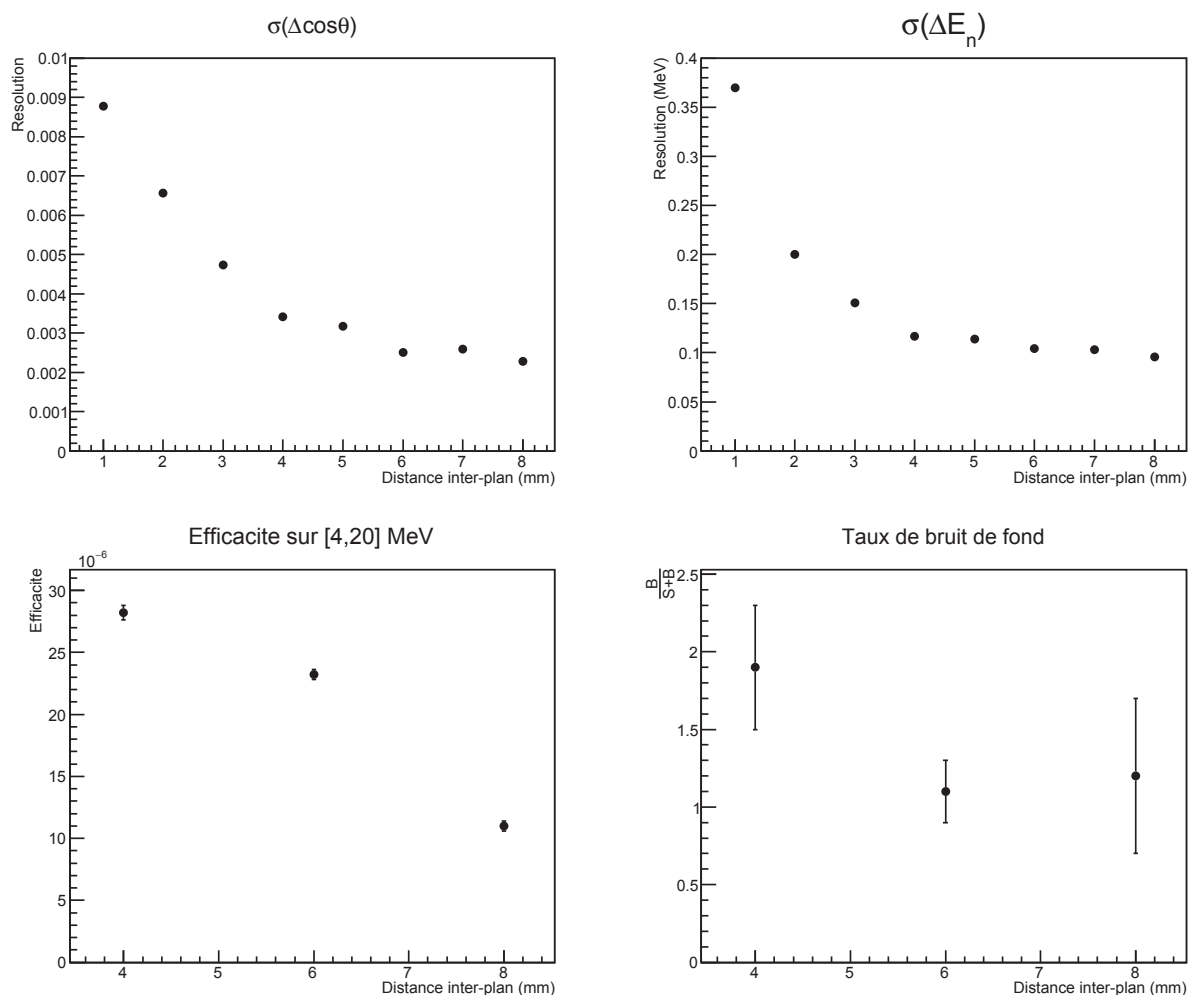 σ(Δcosθ)
Resolution
0.01
0.009
0.008
0.007
0.006
0.005
0.004
0.003
0.002
0.001
0
1 2 3 4 5 6 7 8
Distance inter-plan (mm)
σ(ΔE_n)
Resolution (MeV)
0.4
0.35
0.3
0.25
0.2
0.15
0.1
0.05
0
1 2 3 4 5 6 7 8
Distance inter-plan (mm)
Efficacite sur [4,20] MeV
10⁻⁶
Efficacite
30
25
20
15
10
5
0
4 5 6 7 8
Distance inter-plan (mm)
Taux de bruit de fond
B
S+B
2.5
2
1.5
1
0.5
0
4 5 6 7 8
Distance inter-plan (mm)